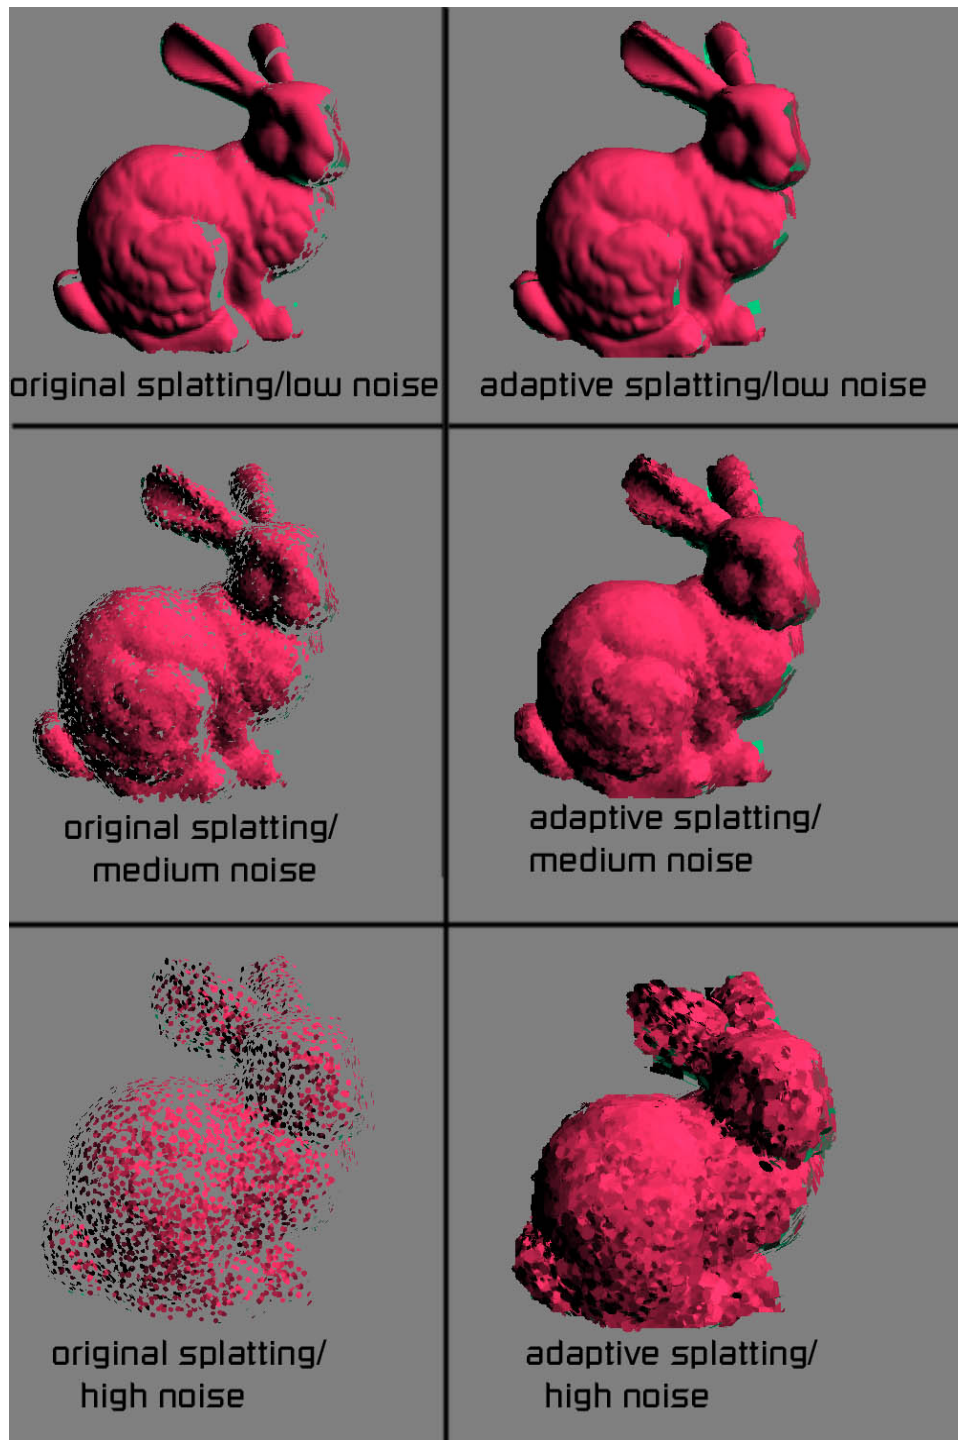 original splatting/low noise
adaptive splatting/low noise
original splatting/
medium noise
adaptive splatting/
medium noise
original splatting/
high noise
adaptive splatting/
high noise